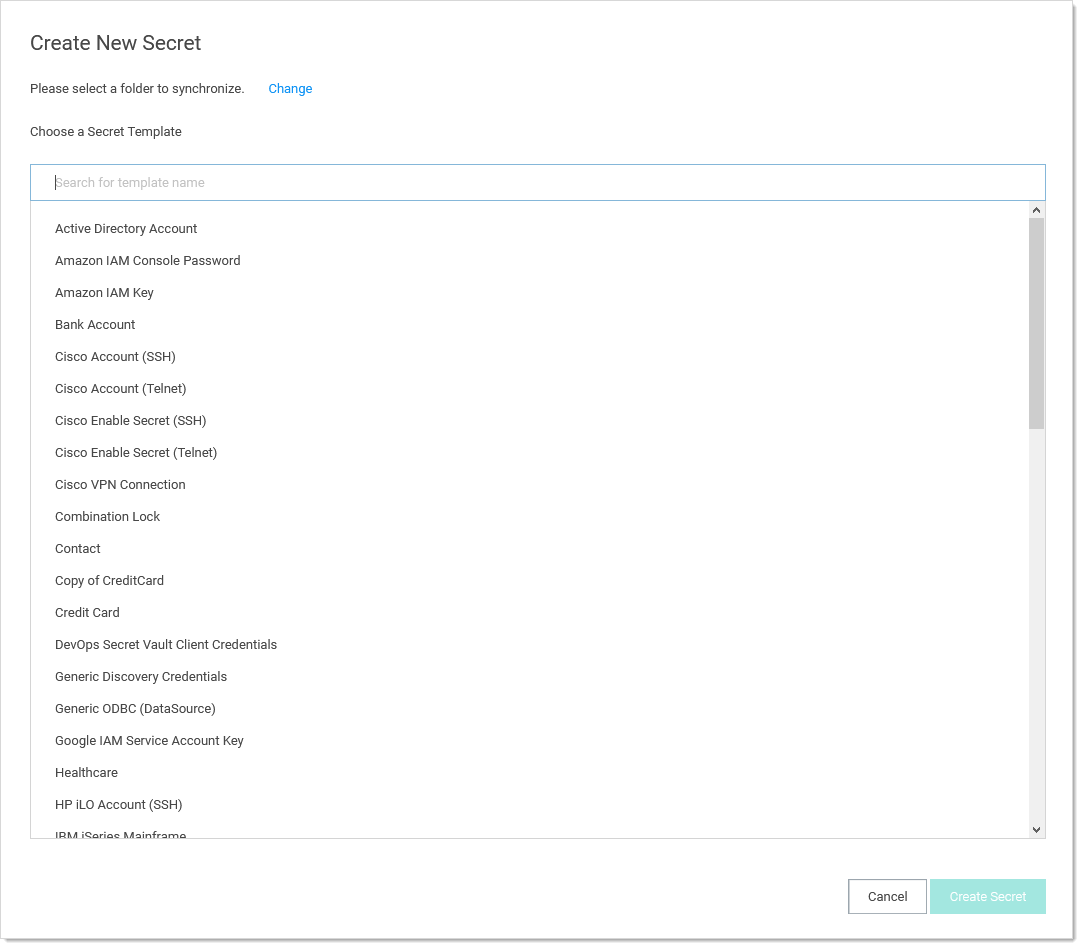 Create New Secret
Please select a folder to synchronize. Change
Choose a Secret Template
Search for template name
Active Directory Account
Amazon IAM Console Password
Amazon IAM Key
Bank Account
Cisco Account (SSH)
Cisco Account (Telnet)
Cisco Enable Secret (SSH)
Cisco Enable Secret (Telnet)
Cisco VPN Connection
Combination Lock
Contact
Copy of CreditCard
Credit Card
DevOps Secret Vault Client Credentials
Generic Discovery Credentials
Generic ODBC (DataSource)
Google IAM Service Account Key
Healthcare
HP iLO Account (SSH)
IBM iSeries Mainframe
Cancel Create Secret